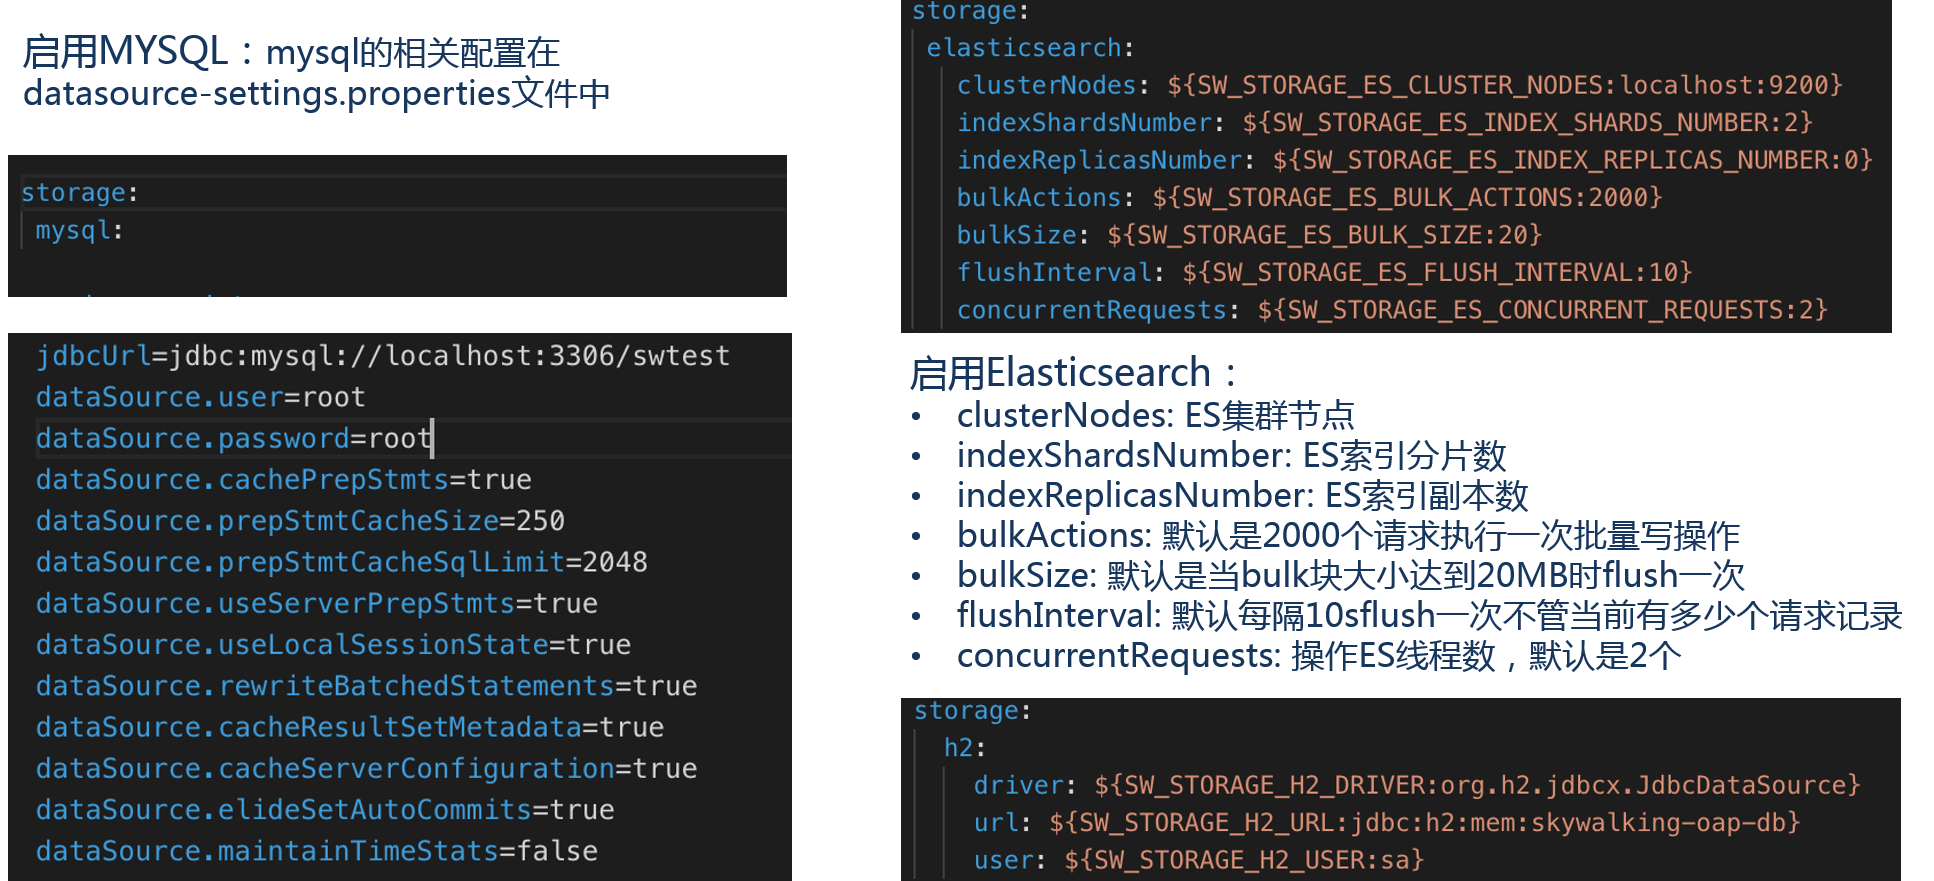 启用MYSQL：mysql的相关配置在
datasource-settings.properties文件中
storage:
mysql:
jdbcUrl=jdbc:mysql://localhost:3306/swtest
dataSource.user=root
dataSource.password=root
dataSource.cachePrepStmts=true
dataSource.prepStmtCacheSize=250
dataSource.prepStmtCacheSqlLimit=2048
dataSource.useServerPrepStmts=true
dataSource.useLocalSessionState=true
dataSource.rewriteBatchedStatements=true
dataSource.cacheResultSetMetadata=true
dataSource.cacheServerConfiguration=true
dataSource.elideSetAutoCommits=true
dataSource.maintainTimeStats=false
storage:
elasticsearch:
clusterNodes: ${SW_STORAGE_ES_CLUSTER_NODES:localhost:9200}
indexShardsNumber: ${SW_STORAGE_ES_INDEX_SHARDS_NUMBER:2}
indexReplicasNumber: ${SW_STORAGE_ES_INDEX_REPLICAS_NUMBER:0}
bulkActions: ${SW_STORAGE_ES_BULK_ACTIONS:2000}
bulkSize: ${SW_STORAGE_ES_BULK_SIZE:20}
flushInterval: ${SW_STORAGE_ES_FLUSH_INTERVAL:10}
concurrentRequests: ${SW_STORAGE_ES_CONCURRENT_REQUESTS:2}
启用Elasticsearch：
• clusterNodes: ES集群节点
• indexShardsNumber: ES索引分片数
• indexReplicasNumber: ES索引副本数
• bulkActions: 默认是2000个请求执行一次批量写操作
• bulkSize: 默认是当bulk块大小达到20MB时flush一次
• flushInterval: 默认每隔10sflush一次不管当前有多少个请求记录
• concurrentRequests: 操作ES线程数，默认是2个
storage:
h2:
driver: ${SW_STORAGE_H2_DRIVER:org.h2.jdbcx.JdbcDataSource}
url: ${SW_STORAGE_H2_URL:jdbc:h2:mem:skywalking-oap-db}
user: ${SW_STORAGE_H2_USER:sa}